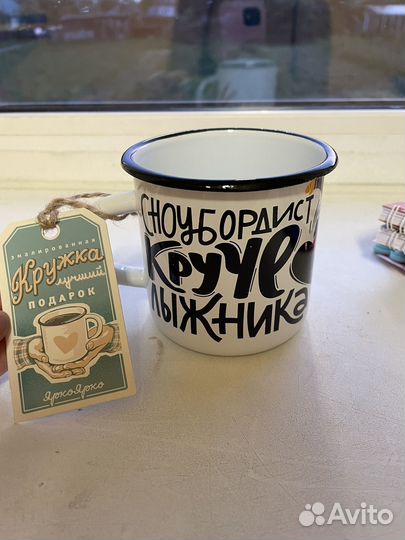 эмалированная
Кружка
лучший
ПОДАРОК
ЯркоЯрко
СНОУБОРДИСТ
КРУЧЕ
ЛЫЖНИКА
Avito